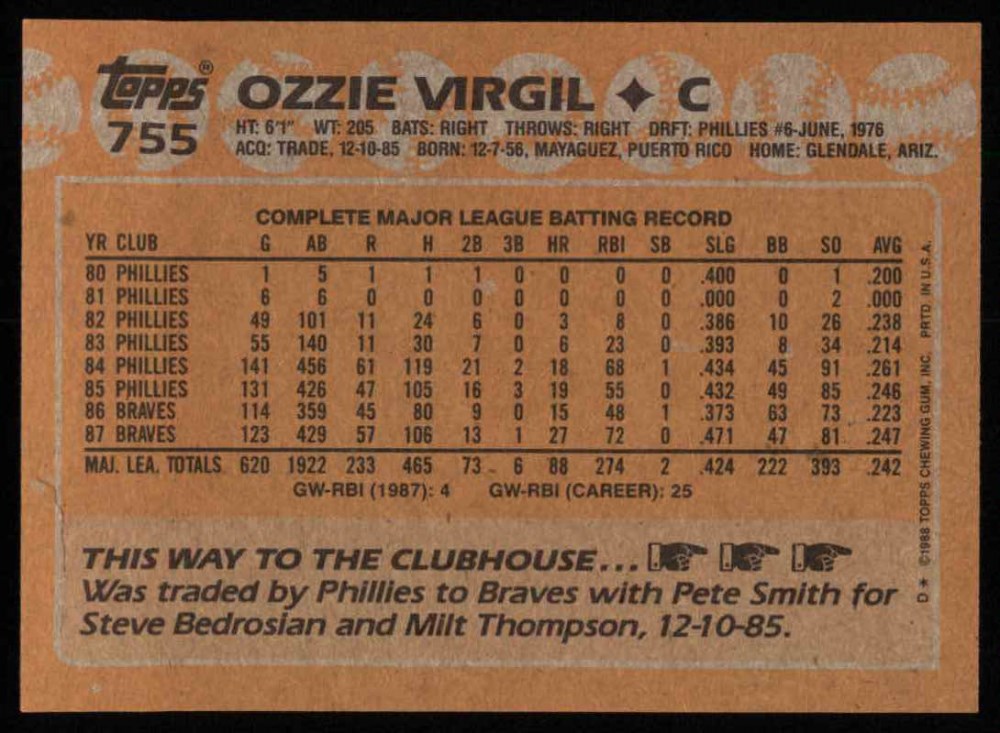 Topps® OZZIE VIRGIL ♦ C
755
HT: 6'1" WT: 205 BATS: RIGHT THROWS: RIGHT DRFT: PHILLIES #6-JUNE, 1976
ACQ: TRADE, 12-10-85 BORN: 12-7-56, MAYAGUEZ, PUERTO RICO HOME: GLENDALE, ARIZ.
COMPLETE MAJOR LEAGUE BATTING RECORD
YR CLUB G AB R H 2B 3B HR RBI SB SLG BB SO AVG
80 PHILLIES 1 5 1 1 1 0 0 0 0 .400 0 1 .200
81 PHILLIES 6 6 0 0 0 0 0 0 0 .000 0 2 .000
82 PHILLIES 49 101 11 24 6 0 3 8 0 .386 10 26 .238
83 PHILLIES 55 140 11 30 7 0 6 23 0 .393 8 34 .214
84 PHILLIES 141 456 61 119 21 2 18 68 1 .434 45 91 .261
85 PHILLIES 131 426 47 105 16 3 19 55 0 .432 49 85 .246
86 BRAVES 114 359 45 80 9 0 15 48 1 .373 63 73 .223
87 BRAVES 123 429 57 106 13 1 27 72 0 .471 47 81 .247
MAJ. LEA. TOTALS 620 1922 233 465 73 6 88 274 2 .424 222 393 .242
GW-RBI (1987): 4 GW-RBI (CAREER): 25
THIS WAY TO THE CLUBHOUSE...
Was traded by Phillies to Braves with Pete Smith for
Steve Bedrosian and Milt Thompson, 12-10-85.
D* ©1988 TOPPS CHEWING GUM, INC. PRTD IN U.S.A.